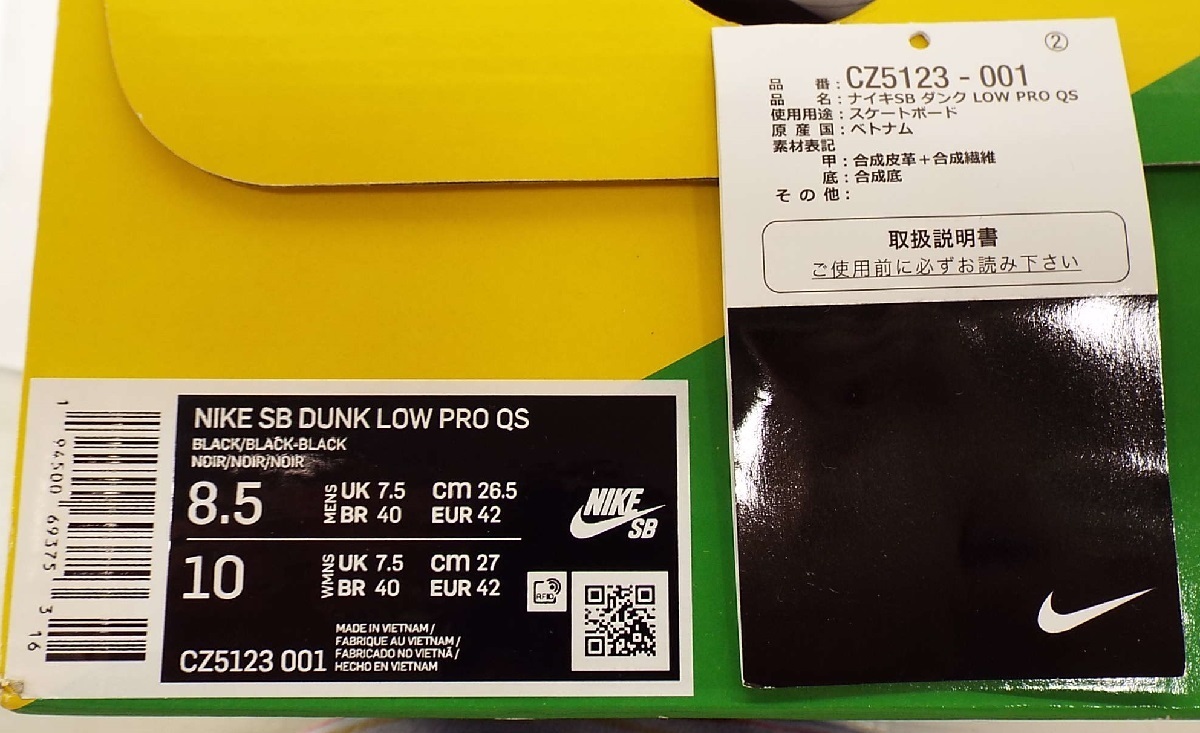 ②
品 番：CZ5123 - 001
品 名：ナイキSB ダンク LOW PRO QS
使用用途：スケートボード
原 産 国：ベトナム
素材表記
甲：合成皮革＋合成繊維
底：合成底
そ の 他：
取扱説明書
ご使用前に必ずお読み下さい
1 94500 69375 3 16
NIKE SB DUNK LOW PRO QS
BLACK/BLACK-BLACK
NOIR/NOIR/NOIR
8.5 MENS UK 7.5 cm 26.5
BR 40 EUR 42
10 WMNS UK 7.5 cm 27
BR 40 EUR 42
NIKE
SB
RFID
MADE IN VIETNAM /
FABRIQUE AU VIETNAM /
FABRICADO NO VIETNÃ /
HECHO EN VIETNAM
CZ5123 001